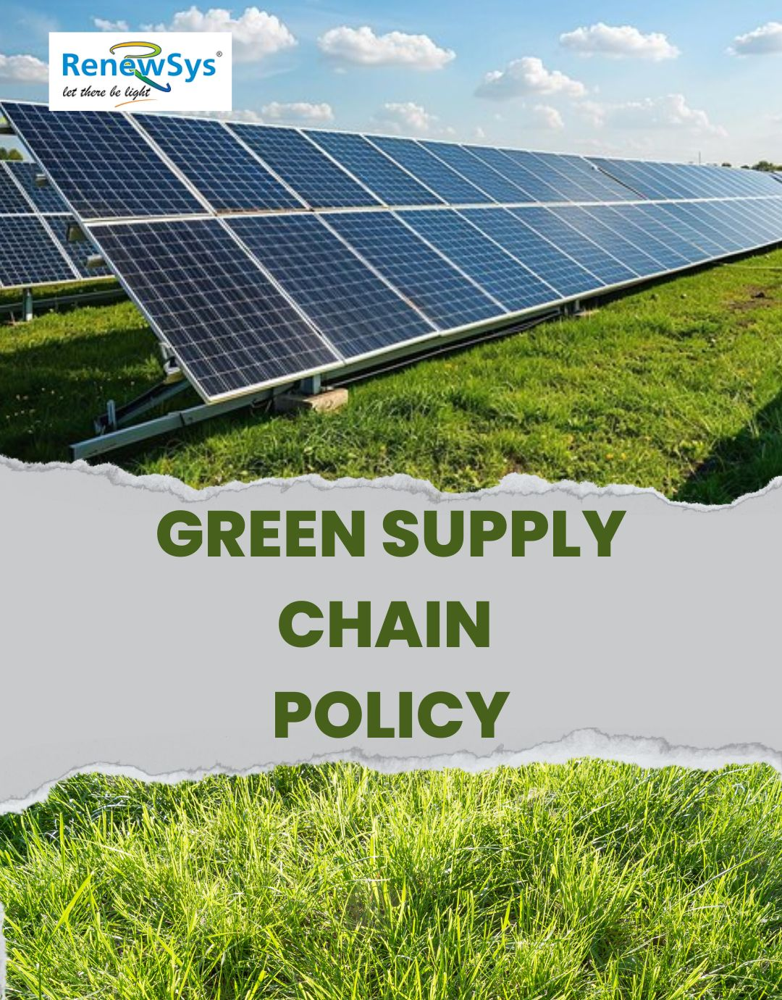 RenewSys®
let there be light
GREEN SUPPLY
CHAIN
POLICY